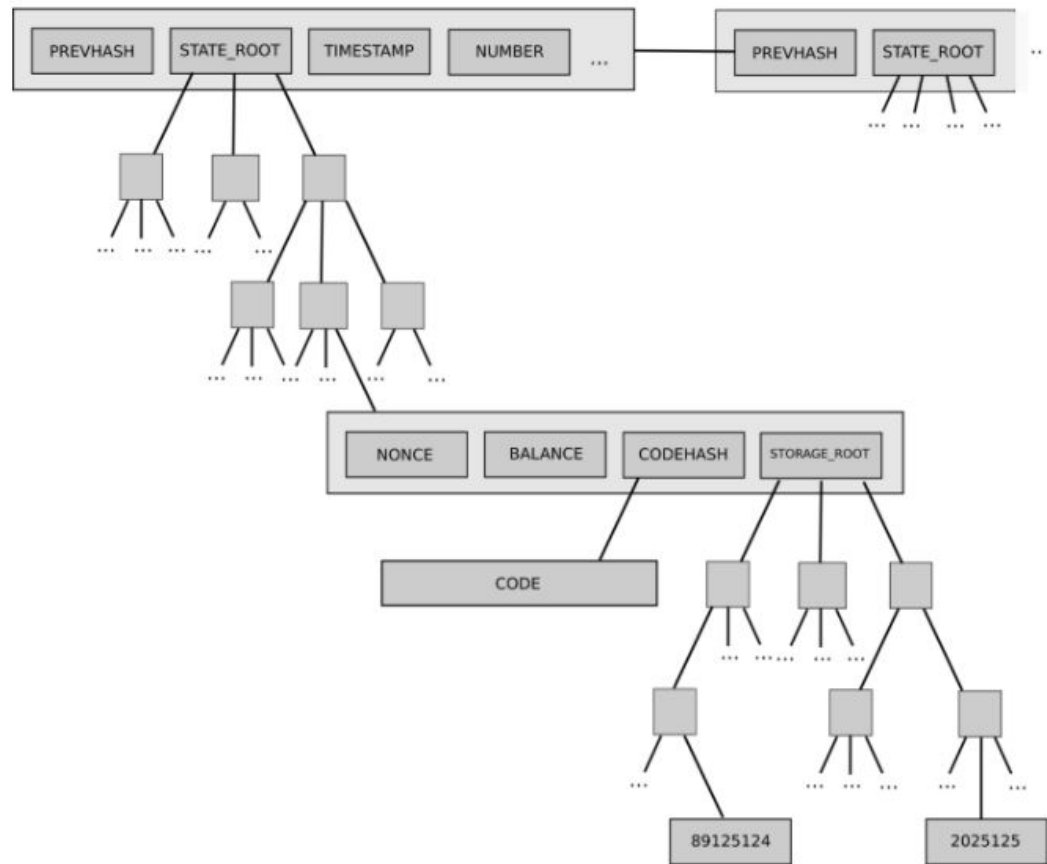 PREVHASH STATE_ROOT TIMESTAMP NUMBER ... PREVHASH STATE_ROOT ..
... ... ... ...
... ... ... ... ...
... ... ... ... ... ...
NONCE BALANCE CODEHASH STORAGE_ROOT
CODE
... ... ... ... ...
... ... ... ... ... ...
89125124 2025125